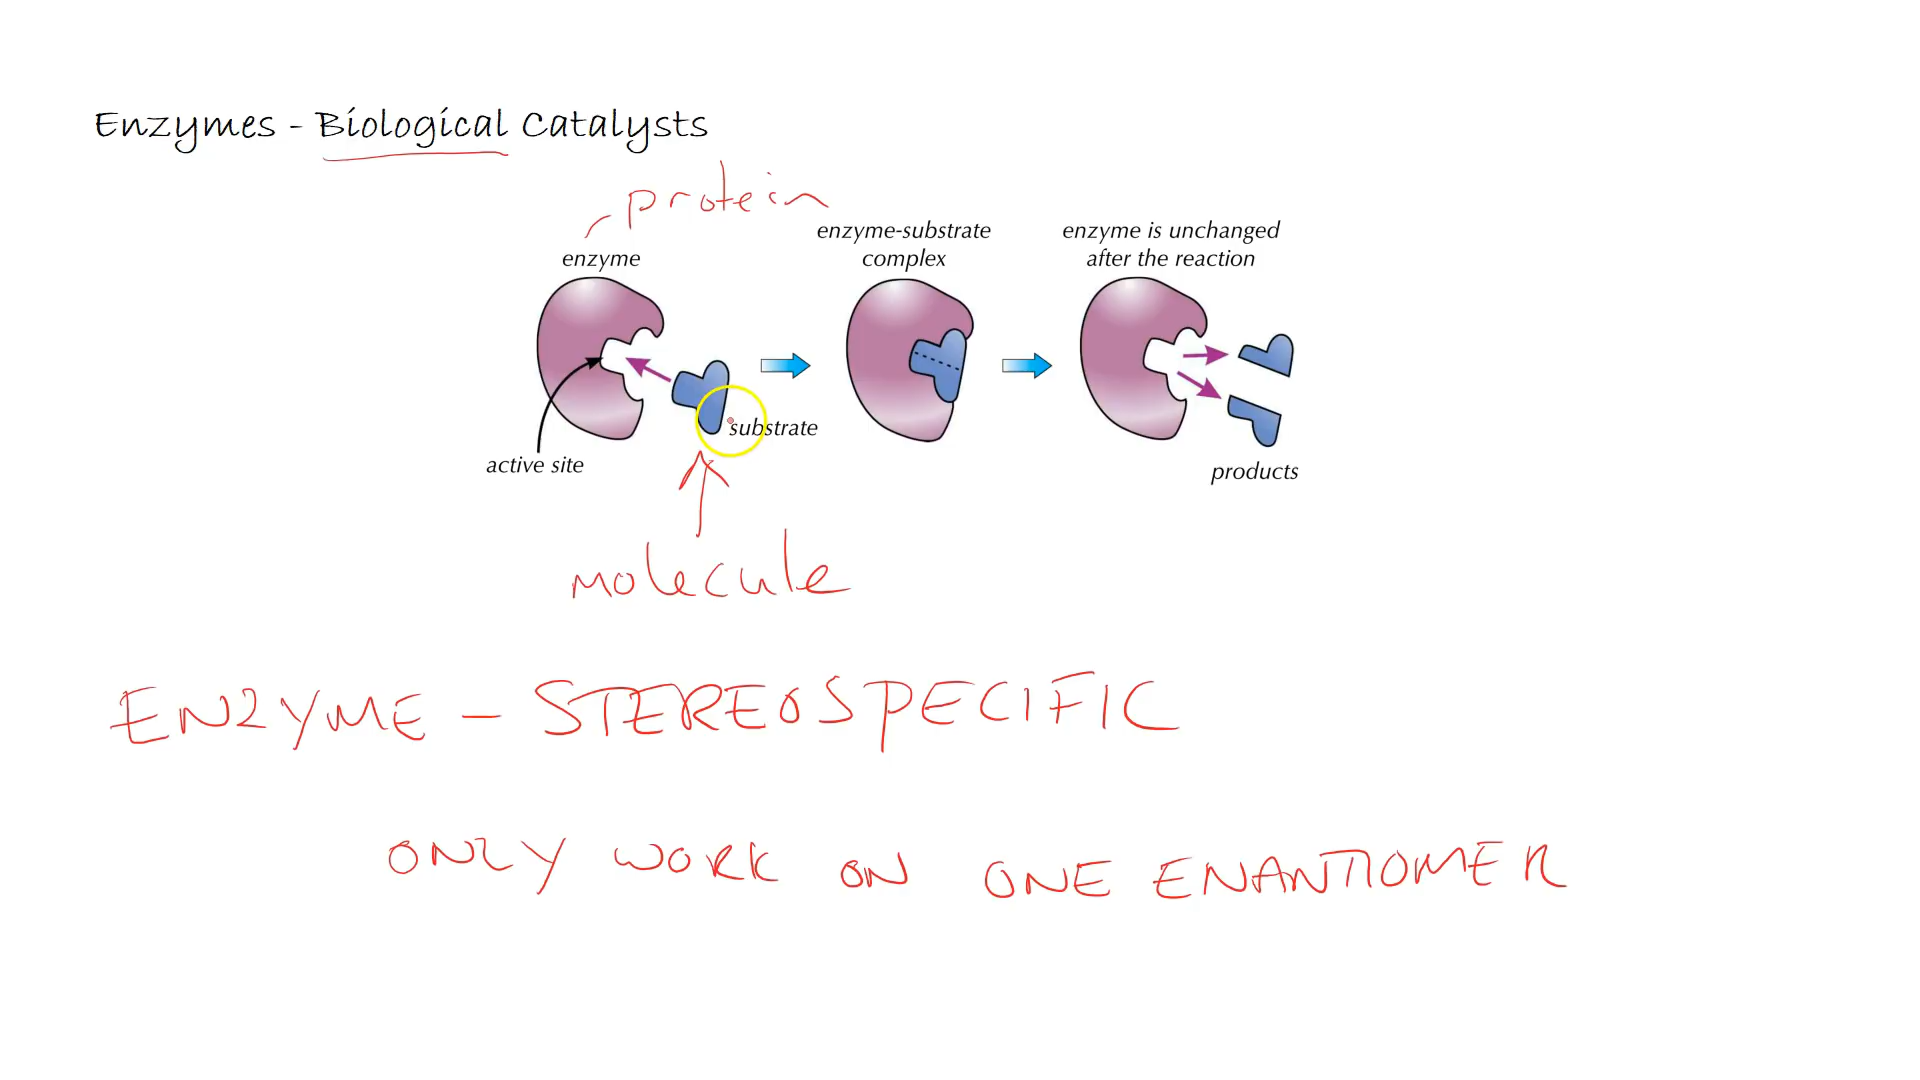 Enzymes - Biological Catalysts
protein
enzyme
enzyme-substrate
complex
enzyme is unchanged
after the reaction
substrate
active site
products
molecule
ENZYME - STEREOSPECIFIC
ONLY WORK ON ONE ENANTIOMER